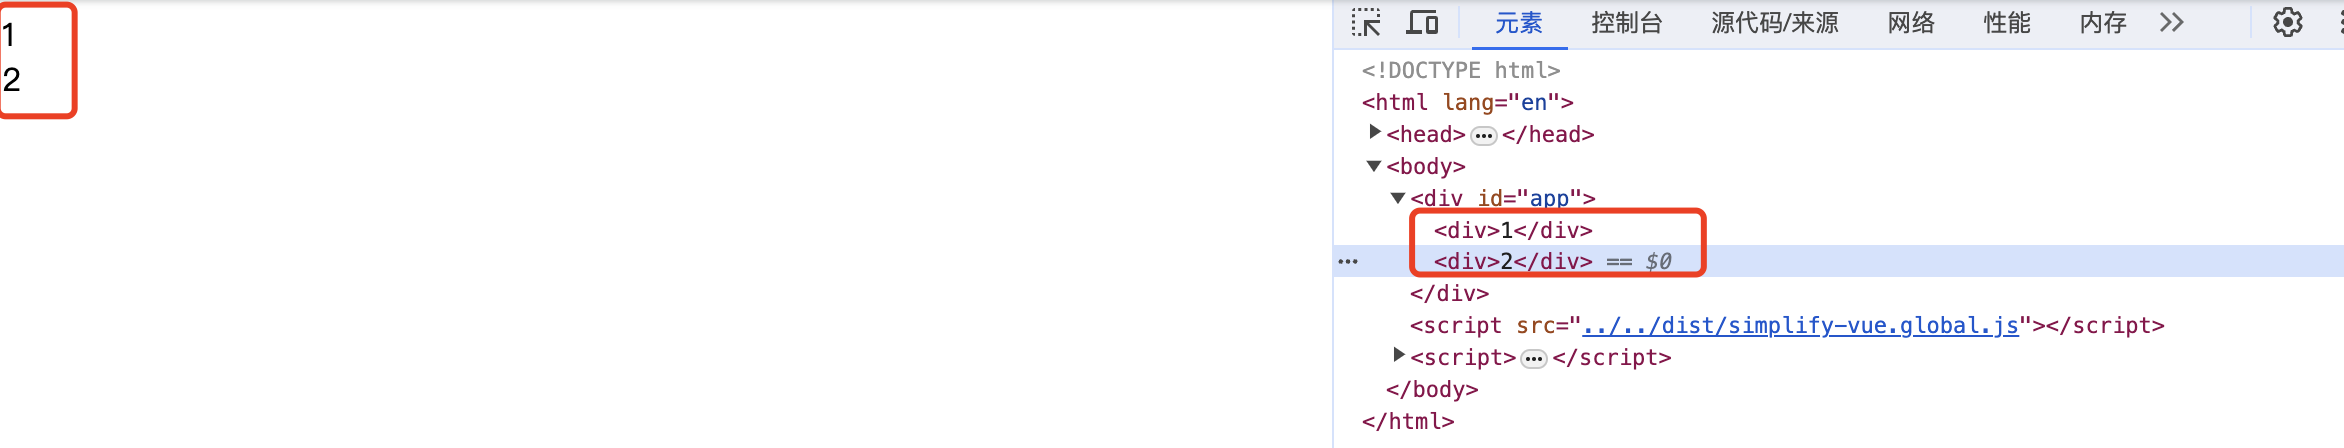 1
2
元素 控制台 源代码/来源 网络 性能 内存
<!DOCTYPE html>
<html lang="en">
<head>…</head>
<body>
<div id="app">
<div>1</div>
<div>2</div> == $0
</div>
<script src="../../dist/simplify-vue.global.js"></script>
<script>…</script>
</body>
</html>